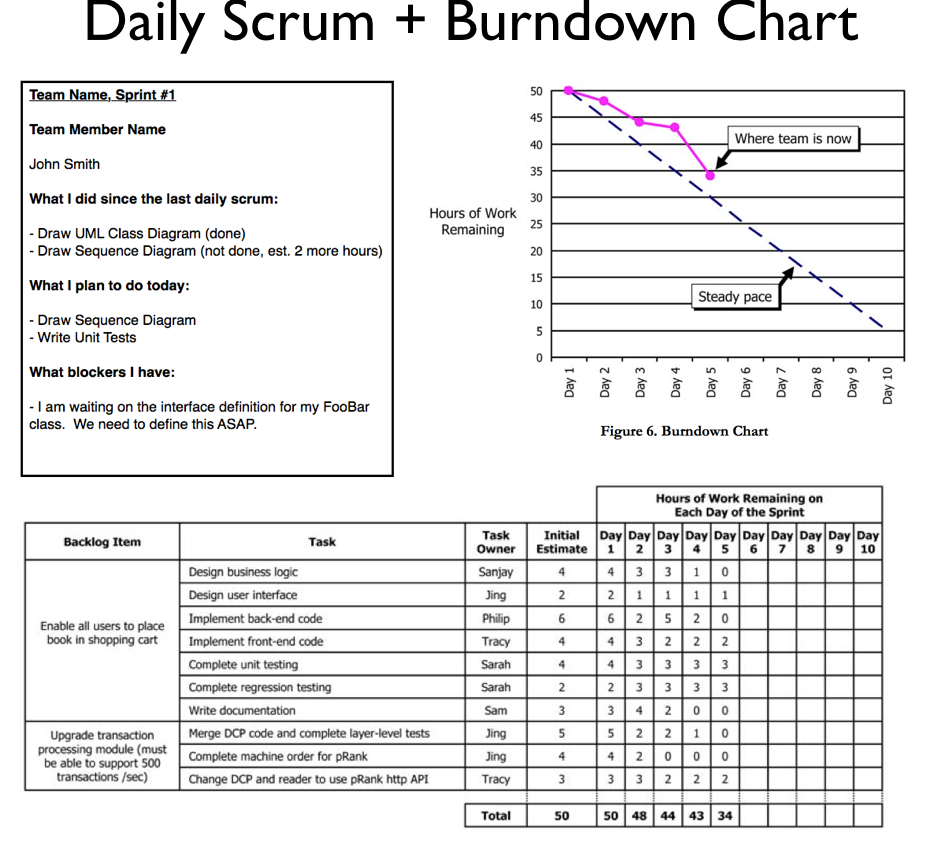 Daily Scrum + Burndown Chart
Team Name, Sprint #1
Team Member Name
John Smith
What I did since the last daily scrum:
- Draw UML Class Diagram (done)
- Draw Sequence Diagram (not done, est. 2 more hours)
What I plan to do today:
- Draw Sequence Diagram
- Write Unit Tests
What blockers I have:
- I am waiting on the interface definition for my FooBar
class.  We need to define this ASAP.
Hours of Work
Remaining
50
45
40
35
30
25
20
15
10
5
0
Where team is now
Steady pace
Day 1
Day 2
Day 3
Day 4
Day 5
Day 6
Day 7
Day 8
Day 9
Day 10
Figure 6. Burndown Chart
Hours of Work Remaining on
Each Day of the Sprint
Backlog Item
Task
Task
Owner
Initial
Estimate
Day
1
Day
2
Day
3
Day
4
Day
5
Day
6
Day
7
Day
8
Day
9
Day
10
Enable all users to place
book in shopping cart
Design business logic Sanjay 4 4 3 3 1 0
Design user interface Jing 2 2 1 1 1 1
Implement back-end code Philip 6 6 2 5 2 0
Implement front-end code Tracy 4 4 3 2 2 2
Complete unit testing Sarah 4 4 3 3 3 3
Complete regression testing Sarah 2 2 3 3 3 3
Write documentation Sam 3 3 4 2 0 0
Upgrade transaction
processing module (must
be able to support 500
transactions /sec)
Merge DCP code and complete layer-level tests Jing 5 5 2 2 1 0
Complete machine order for pRank Jing 4 4 2 0 0 0
Change DCP and reader to use pRank http API Tracy 3 3 3 2 2 2
Total 50 50 48 44 43 34